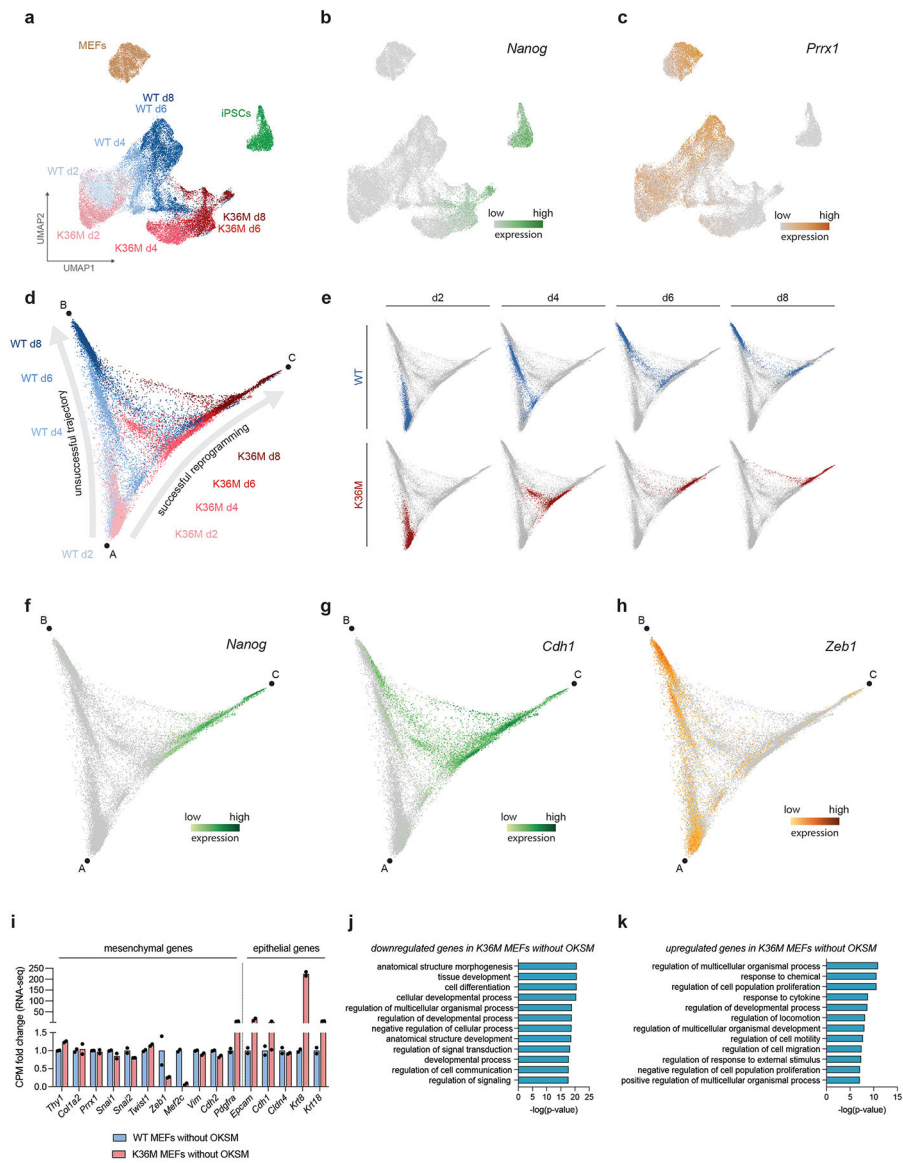 a
MEFs
WT d8
WT d6
iPSCs
WT d4
WT d2
K36M d8
K36M d6
K36M d2
K36M d4
UMAP2
UMAP1
b
Nanog
low high
expression
c
Prrx1
low high
expression
d
B
WT d8
C
WT d6
WT d4
unsuccessful trajectory
successful reprogramming
K36M d8
K36M d6
K36M d4
K36M d2
WT d2
A
e
d2 d4 d6 d8
WT
K36M
f
B
Nanog
C
low high
expression
A
g
B
Cdh1
C
low high
expression
A
h
B
Zeb1
C
low high
expression
A
i
mesenchymal genes epithelial genes
CPM fold change (RNA-seq)
250
200
150
100
50
1.5
1.0
0.5
0.0
Thy1 Col1a2 Prrx1 Snai1 Snai2 Twist1 Zeb1 Mef2c Vim Cdh2 Pdgfra Epcam Cdh1 Cldn4 Krt8 Krt18
WT MEFs without OKSM
K36M MEFs without OKSM
j
downregulated genes in K36M MEFs without OKSM
anatomical structure morphogenesis
tissue development
cell differentiation
cellular developmental process
regulation of multicellular organismal process
regulation of developmental process
negative regulation of cellular process
anatomical structure development
regulation of signal transduction
developmental process
regulation of cell communication
regulation of signaling
0 5 10 15 20 25
-log(p-value)
k
upregulated genes in K36M MEFs without OKSM
regulation of multicellular organismal process
response to chemical
regulation of cell population proliferation
response to cytokine
regulation of developmental process
regulation of locomotion
regulation of multicellular organismal development
regulation of cell motility
regulation of cell migration
regulation of response to external stimulus
negative regulation of cell population proliferation
positive regulation of multicellular organismal process
0 5 10 15
-log(p-value)